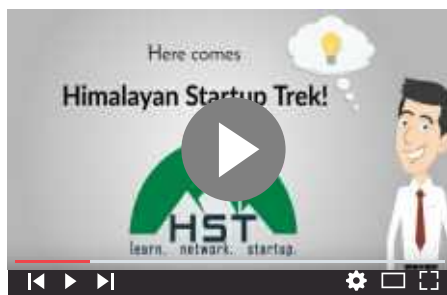 Here comes
Himalayan Startup Trek!
HST
learn. network. startup.